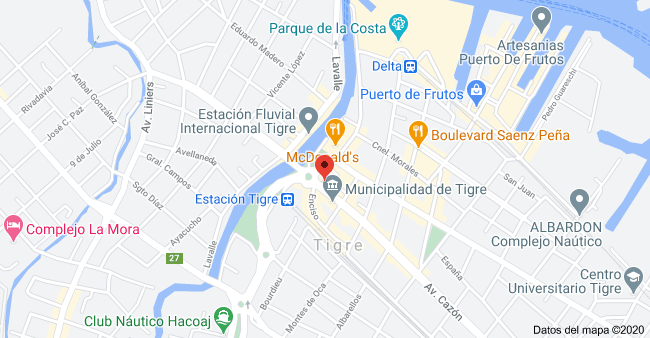 Parque de la
Costa
Artesanias
Puerto De Frutos
Eduardo Madero
Vicente López
Lavalle
Delta
Puerto de Frutos
Pedro Guareschi
Rivadavia
Aníbal González
Av. Liniers
José C. Paz
9 de Julio
Estación Fluvial
Internacional Tigre
McDonald's
Boulevard Saenz Peña
Cnel. Morales
Avellaneda
Gral. Campos
Sgto Díaz
Ayacucho
Lavalle
Estación Tigre
Enciso
Municipalidad de Tigre
San Juan
ALBARDON
Complejo Náutico
Complejo La Mora
Tigre
27
España
Centro
Universitario Tigre
Bourdieu
Montes de Oca
Albarellos
Av. Cazón
Club Náutico Hacoaj
Datos del mapa ©2020